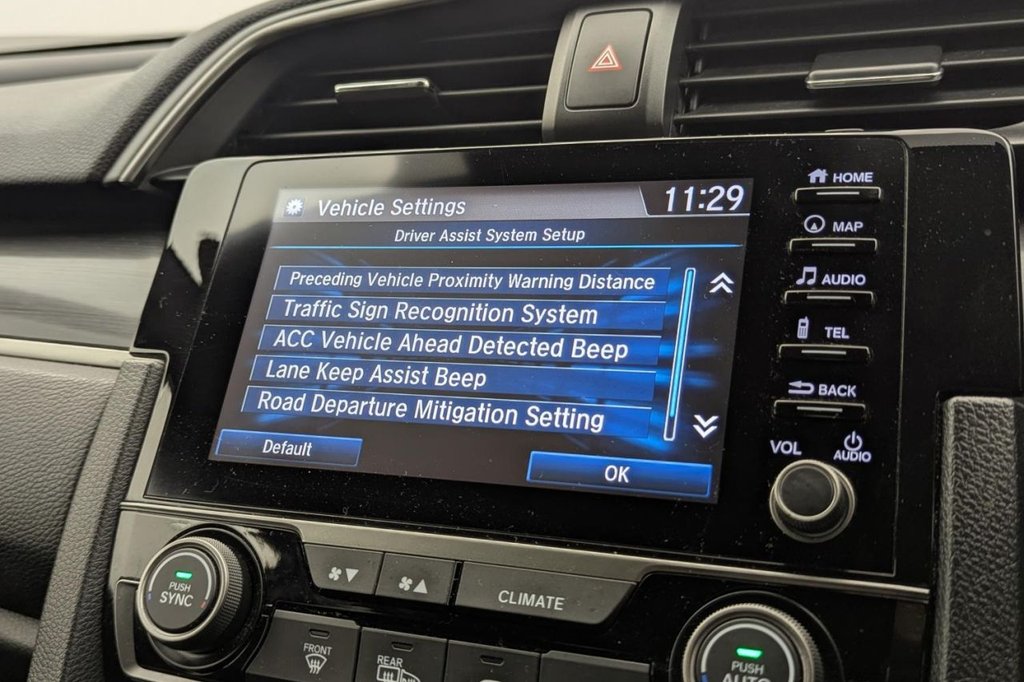 HOME
Vehicle Settings
11:29
MAP
Driver Assist System Setup
Preceding Vehicle Proximity Warning Distance
AUDIO
Traffic Sign Recognition System
TEL
ACC Vehicle Ahead Detected Beep
Lane Keep Assist Beep
BACK
Road Departure Mitigation Setting
Default
OK
VOL
AUDIO
PUSH
SYNC
CLIMATE
FRONT
REAR
PUSH
AUTO